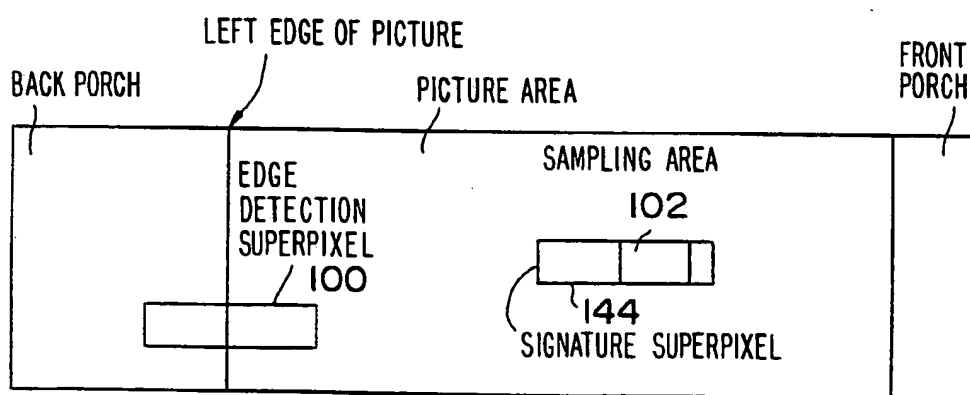 LEFT EDGE OF PICTURE
BACK PORCH
PICTURE AREA
FRONT
PORCH
EDGE
DETECTION
SUPERPIXEL
100
SAMPLING AREA
102
144
SIGNATURE SUPERPIXEL